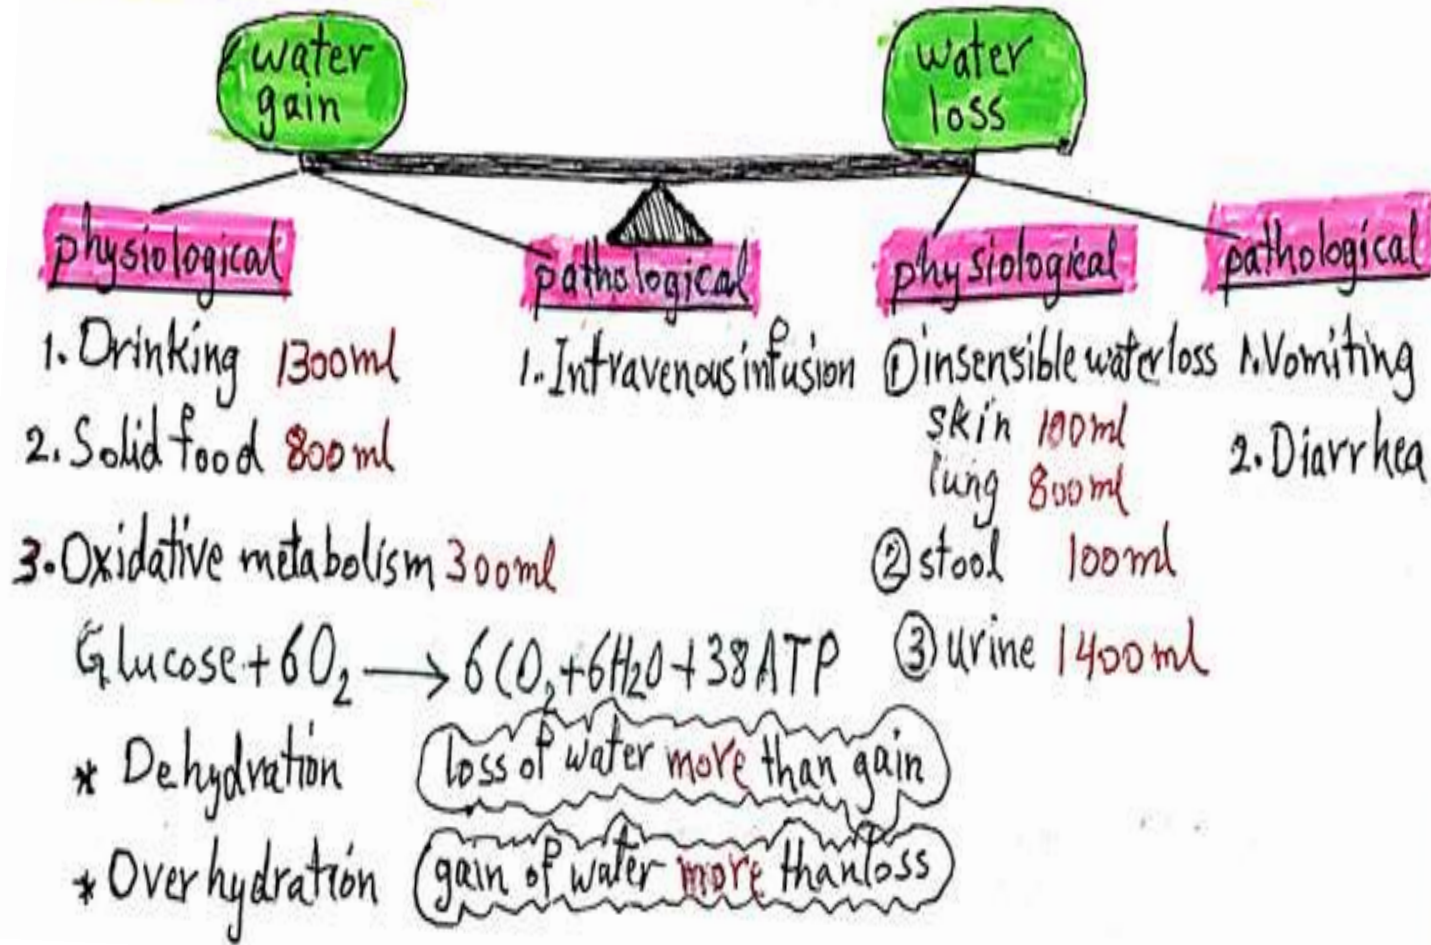 water
gain
water
loss
physiological
1. Drinking 1300ml
2. Solid food 800ml
3. Oxidative metabolism 300ml
Glucose + 6O₂ → 6CO₂ + 6H₂O + 38ATP
pathological
1. Intravenous infusion
physiological
① insensible water loss
skin 100ml
lung 800ml
② stool 100ml
③ urine 1400ml
pathological
1. Vomiting
2. Diarrhea
* Dehydration loss of water more than gain
* Over hydration gain of water more than loss